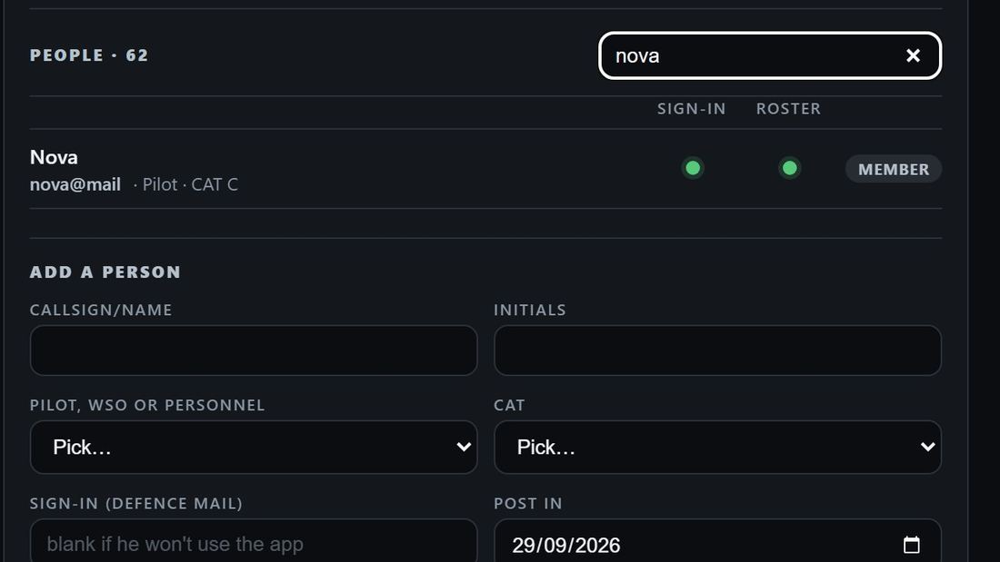 PEOPLE · 62
nova
SIGN-IN ROSTER
Nova
nova@mail · Pilot · CAT C
MEMBER
ADD A PERSON
CALLSIGN/NAME INITIALS
PILOT, WSO OR PERSONNEL CAT
Pick... Pick...
SIGN-IN (DEFENCE MAIL) POST IN
blank if he won't use the app 29/09/2026